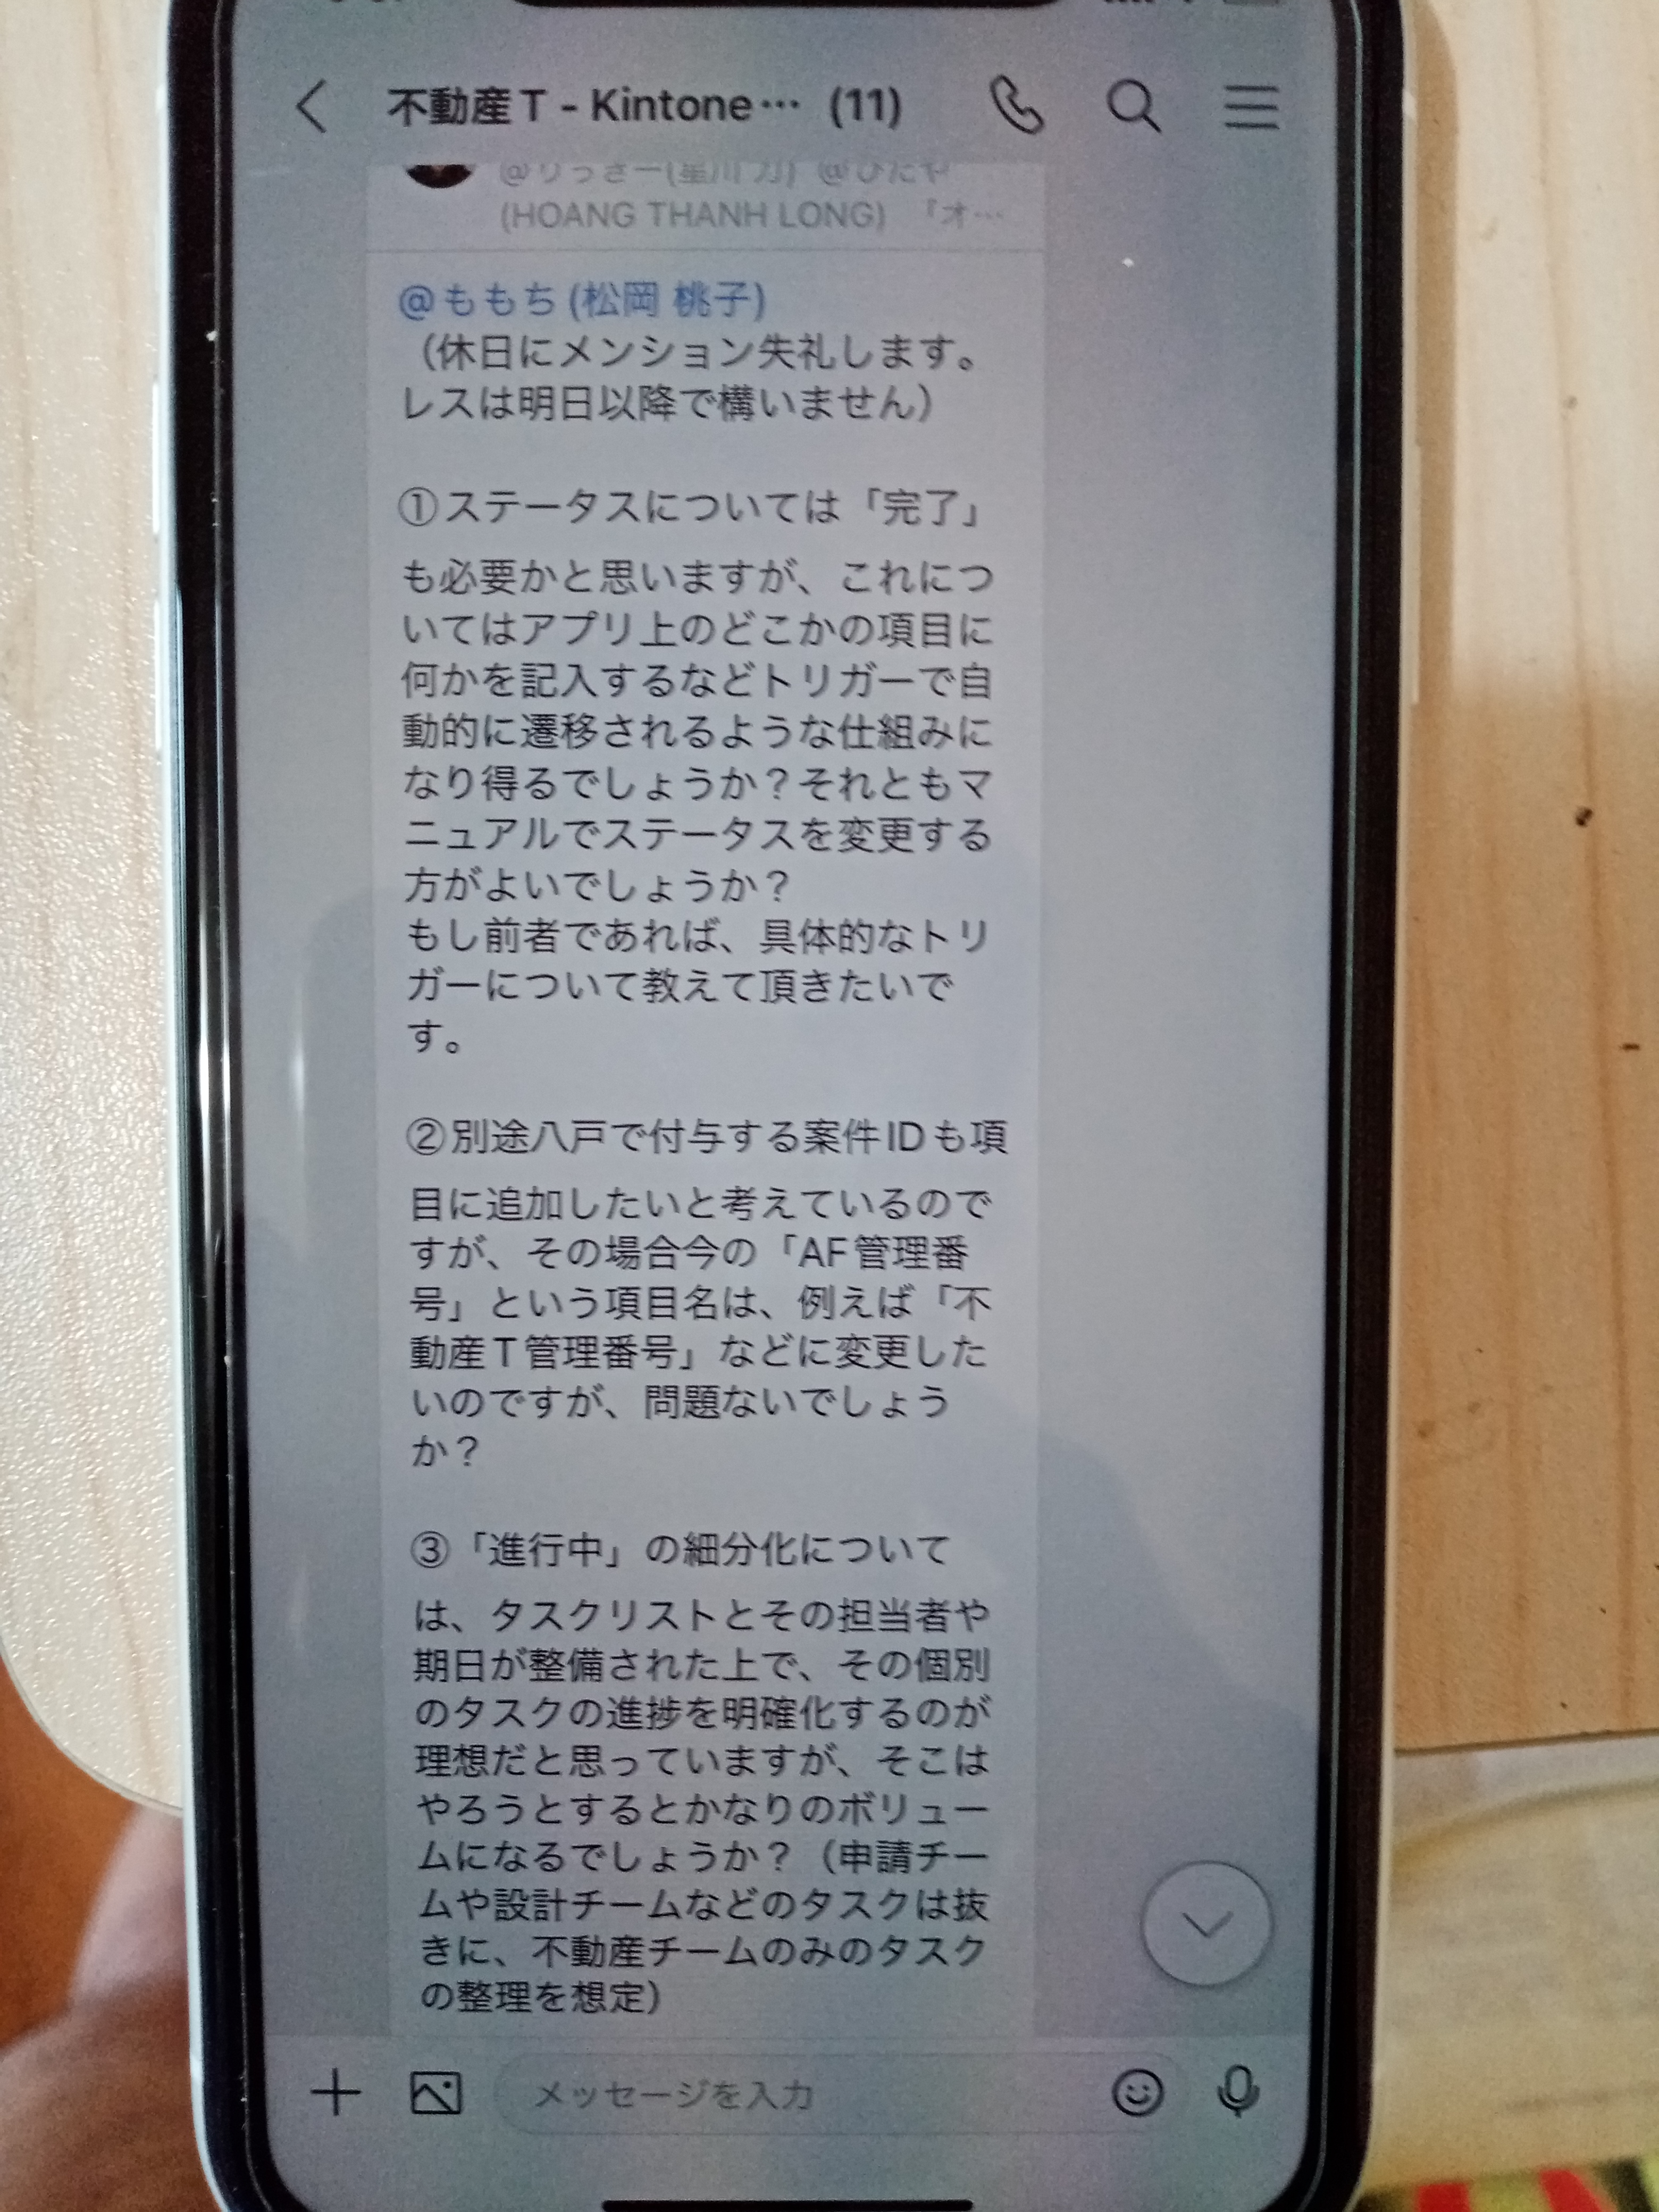 不動産T - Kintone… (11)
@りっきー(星川 力) @ぴたや
(HOANG THANH LONG) 「オ…
@ももち (松岡 桃子)
（休日にメンション失礼します。
レスは明日以降で構いません）
①ステータスについては「完了」
も必要かと思いますが、これにつ
いてはアプリ上のどこかの項目に
何かを記入するなどトリガーで自
動的に遷移されるような仕組みに
なり得るでしょうか？それともマ
ニュアルでステータスを変更する
方がよいでしょうか？
もし前者であれば、具体的なトリ
ガーについて教えて頂きたいで
す。
②別途八戸で付与する案件IDも項
目に追加したいと考えているので
すが、その場合今の「AF管理番
号」という項目名は、例えば「不
動産T管理番号」などに変更した
いのですが、問題ないでしょう
か？
③「進行中」の細分化について
は、タスクリストとその担当者や
期日が整備された上で、その個別
のタスクの進捗を明確化するのが
理想だと思っていますが、そこは
やろうとするとかなりのボリュー
ムになるでしょうか？（申請チー
ムや設計チームなどのタスクは抜
きに、不動産チームのみのタスク
の整理を想定）
メッセージを入力